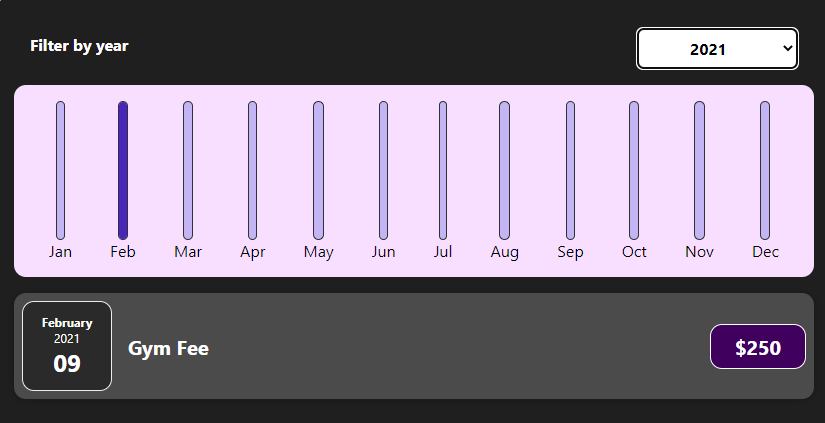 Filter by year
2021
Jan Feb Mar Apr May Jun Jul Aug Sep Oct Nov Dec
February
2021
09
Gym Fee
$250